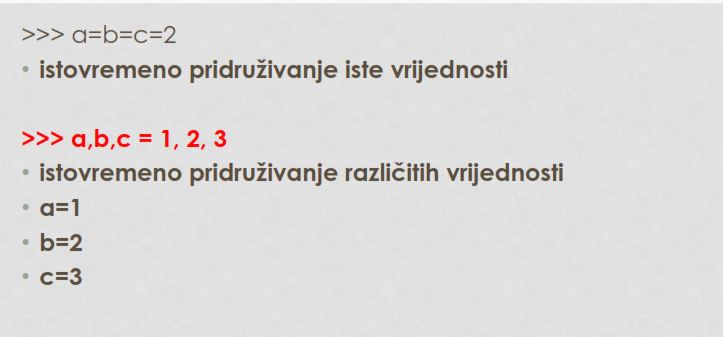 >>> a=b=c=2
• istovremeno pridruživanje iste vrijednosti
>>> a,b,c = 1, 2, 3
• istovremeno pridruživanje različitih vrijednosti
• a=1
• b=2
• c=3